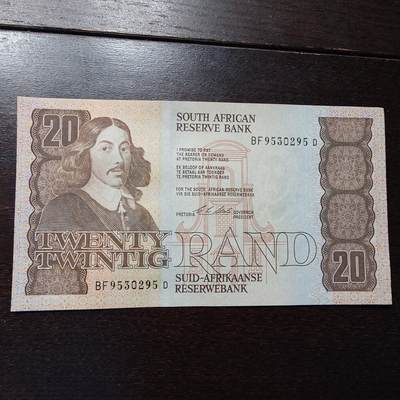 20
SOUTH AFRICAN
RESERVE BANK
BF9530295 D
I PROMISE TO PAY
THE BEARER ON DEMAND
AT PRETORIA TWENTY RAND
EK BELOOF OM AAN TOONDER
TE BETAAL
TE PRETORIA TWINTIG RAND
FOR THE SOUTH AFRICAN RESERVE BANK
VIR DIE SUID-AFRIKAANSE RESERWEBANK
PRETORIA
GOVERNOR
PRESIDENT
TWENTY
TWINTIG
RAND
20
BF9530295 D
SUID-AFRIKAANSE
RESERWEBANK